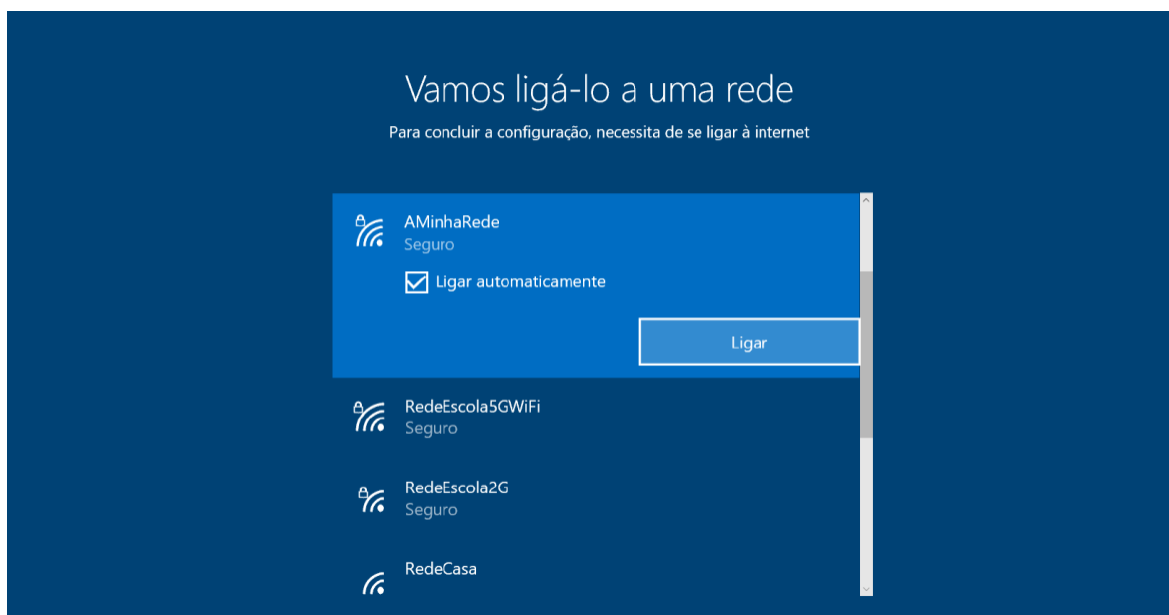 Vamos ligá-lo a uma rede
Para concluir a configuração, necessita de se ligar à internet
AMinhaRede
Seguro
Ligar automaticamente
Ligar
RedeEscola5GWiFi
Seguro
RedeEscola2G
Seguro
RedeCasa